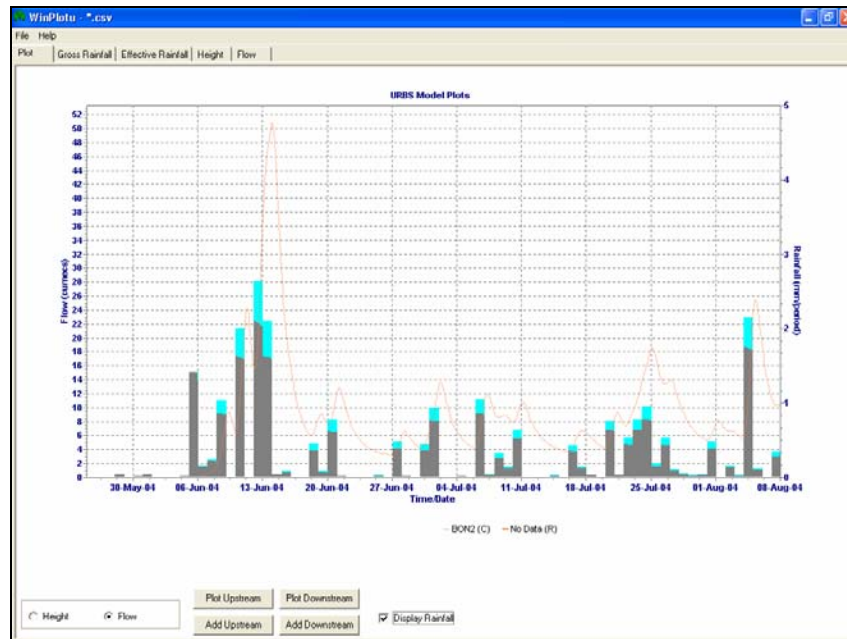 WinPlotu - *.csv
File Help
Plot Gross Rainfall Effective Rainfall Height Flow
URBS Model Plots
52
50
48
46
44
42
40
38
36
34
32
30
28
26
24
22
20
18
16
14
12
10
8
6
4
2
0
Flow (cumecs)
5
4
3
2
1
0
Rainfall(mm/period)
30-May-04 06-Jun-04 13-Jun-04 20-Jun-04 27-Jun-04 04-Jul-04 11-Jul-04 18-Jul-04 25-Jul-04 01-Aug-04 08-Aug-04
Time/Date
BON2 (C) No Data (R)
Height Flow
Plot Upstream Plot Downstream
Add Upstream Add Downstream
Display Rainfall